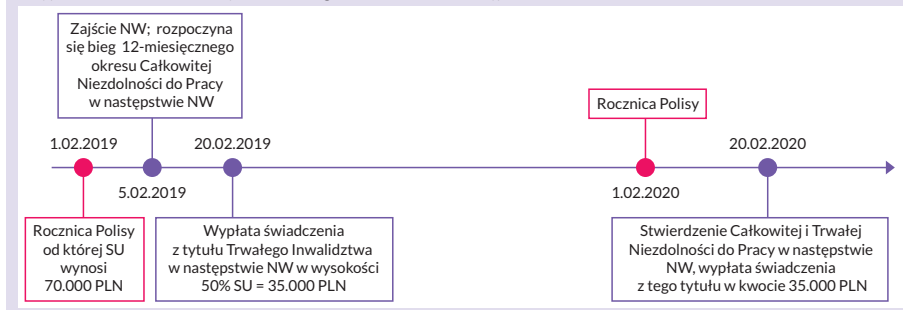 Zajście NW; rozpoczyna
się bieg 12-miesięcznego
okresu Całkowitej
Niezdolności do Pracy
w następstwie NW
Rocznica Polisy
1.02.2019
20.02.2019
20.02.2020
5.02.2019
1.02.2020
Rocznica Polisy
od której SU
wynosi
70.000 PLN
Wypłata świadczenia
z tytułu Trwałego Inwalidztwa
w następstwie NW w wysokości
50% SU = 35.000 PLN
Stwierdzenie Całkowitej i Trwałej
Niezdolności do Pracy w następstwie
NW, wypłata świadczenia
z tego tytułu w kwocie 35.000 PLN